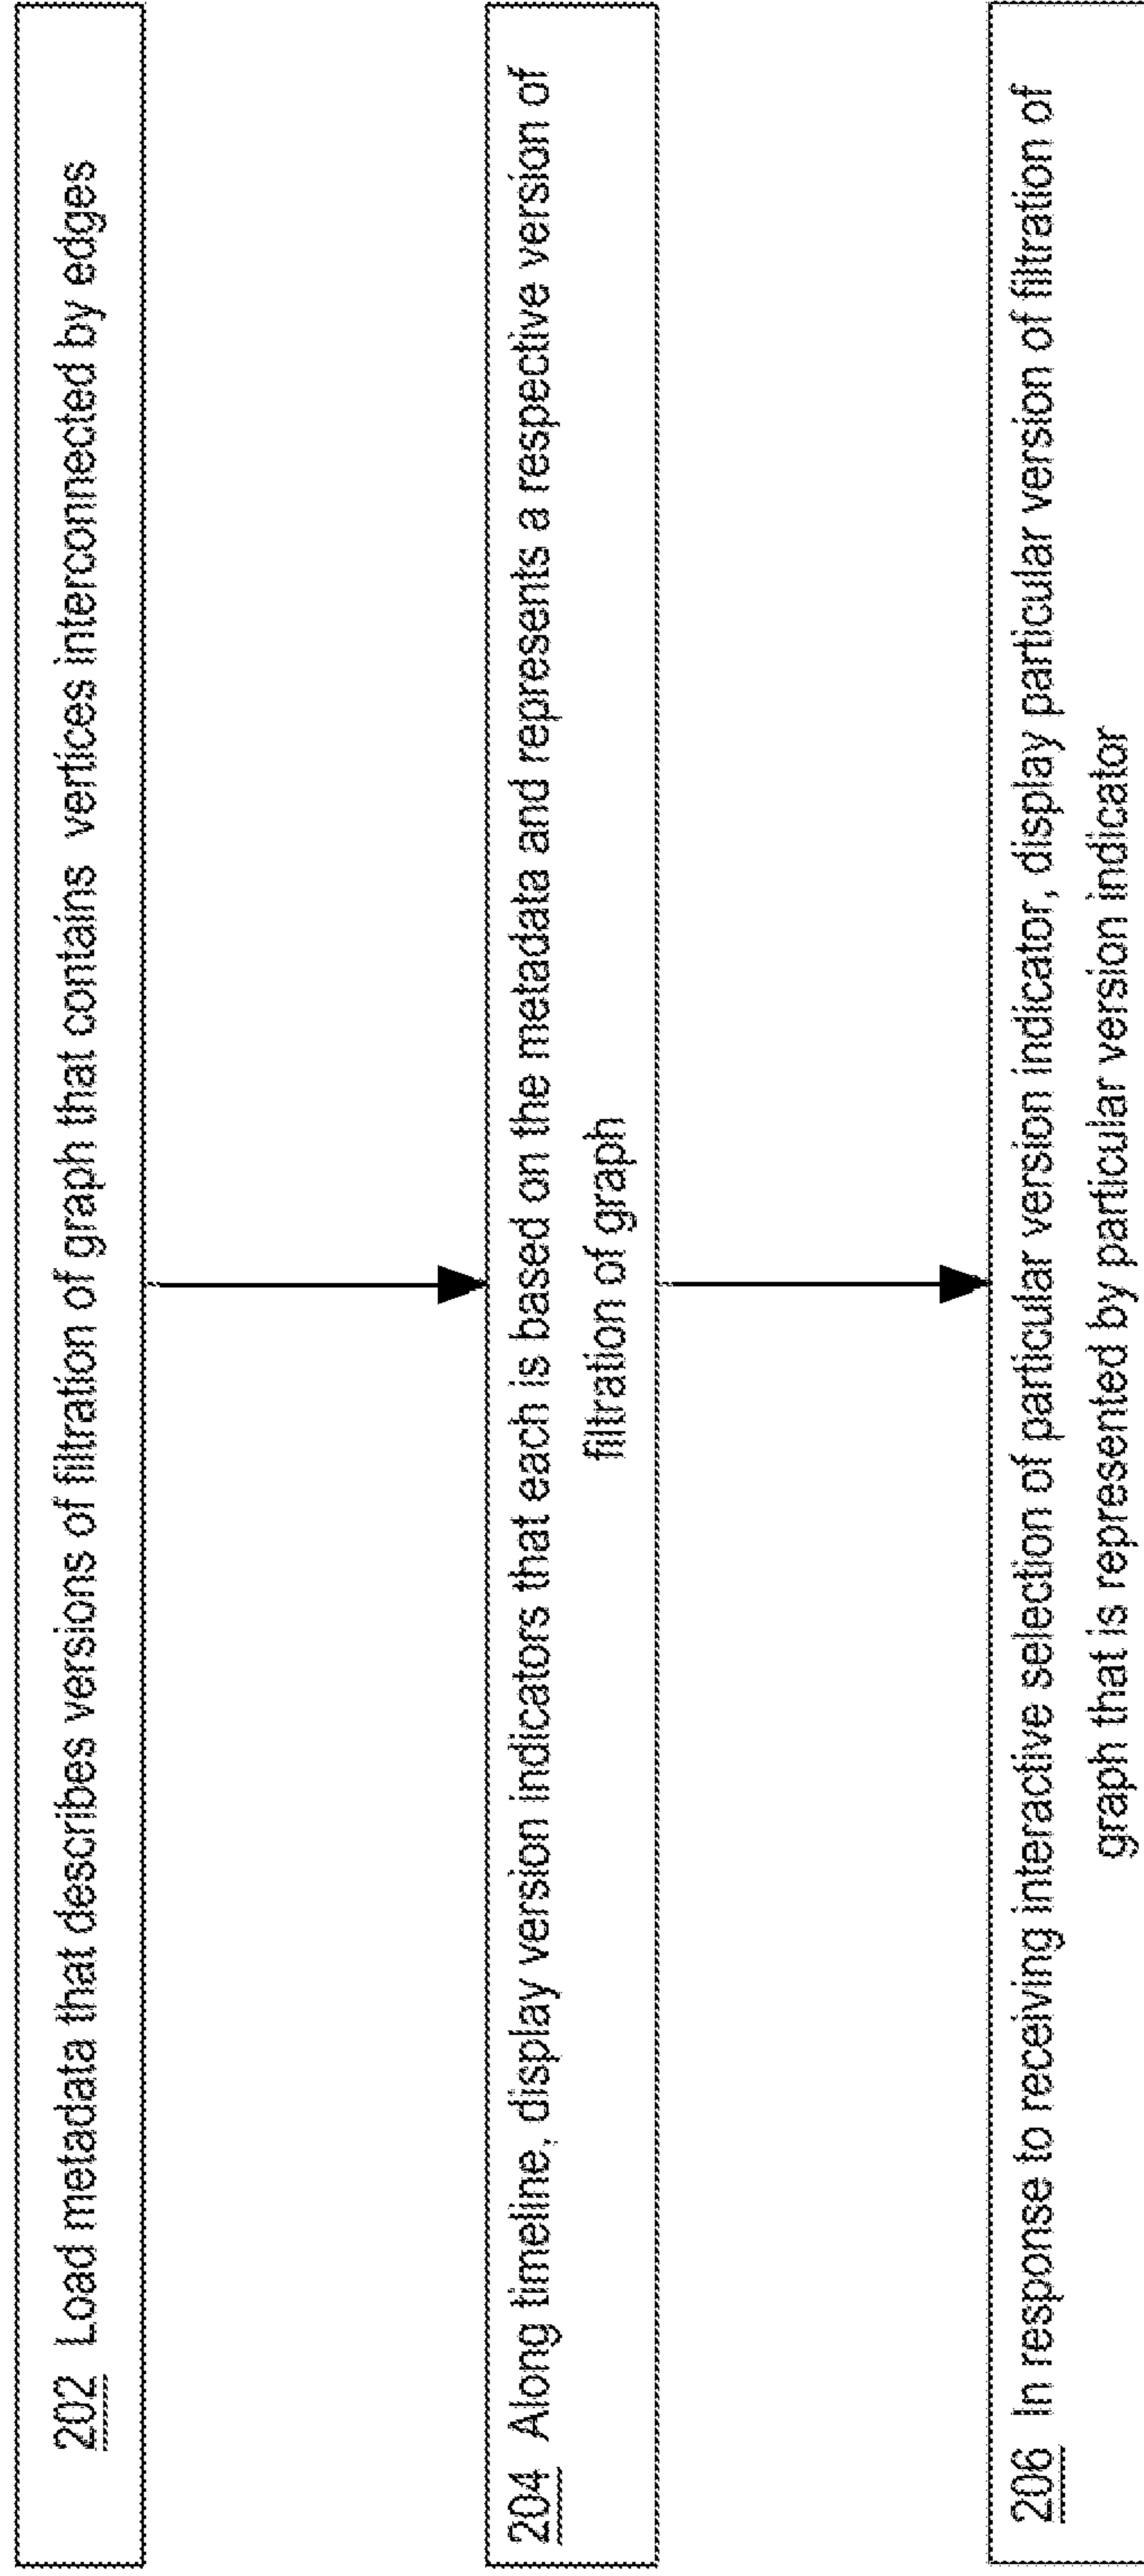 202 Load metadata that describes versions of filtration of graph that contains vertices interconnected by edges
204 Along timeline, display version indicators that each is based on the metadata and represents a respective version of
filtration of graph
206 In response to receiving interactive selection of particular version indicator, display particular version of filtration of
graph that is represented by particular version indicator